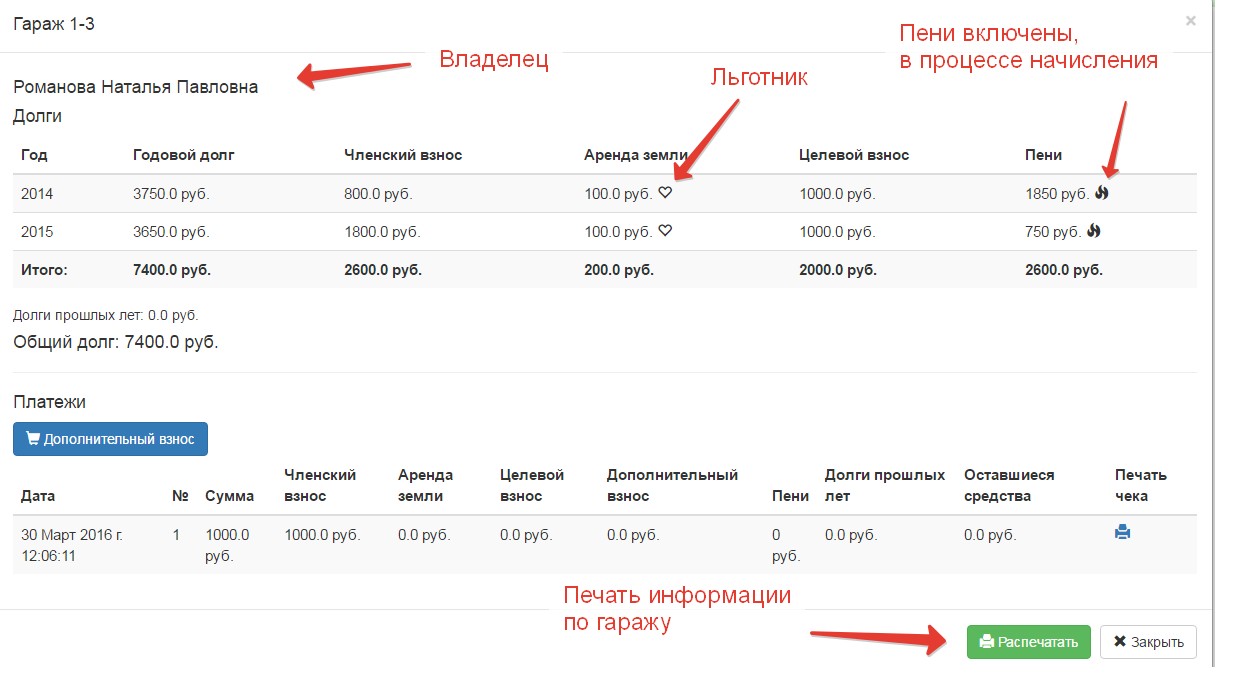 Гараж 1-3
×
Пени включены,
в процессе начисления
Владелец
Льготник
Романова Наталья Павловна
Долги
Год Годовой долг Членский взнос Аренда земли Целевой взнос Пени
2014 3750.0 руб. 800.0 руб. 100.0 руб. ♡ 1000.0 руб. 1850 руб.
2015 3650.0 руб. 1800.0 руб. 100.0 руб. ♡ 1000.0 руб. 750 руб.
Итого: 7400.0 руб. 2600.0 руб. 200.0 руб. 2000.0 руб. 2600.0 руб.
Долги прошлых лет: 0.0 руб.
Общий долг: 7400.0 руб.
Платежи
Дополнительный взнос
Дата № Сумма Членский взнос Аренда земли Целевой взнос Дополнительный взнос Пени Долги прошлых лет Оставшиеся средства Печать чека
30 Март 2016 г. 12:06:11 1 1000.0 руб. 1000.0 руб. 0.0 руб. 0.0 руб. 0.0 руб. 0 руб. 0.0 руб. 0.0 руб.
Печать информации
по гаражу
Распечатать
✖ Закрыть